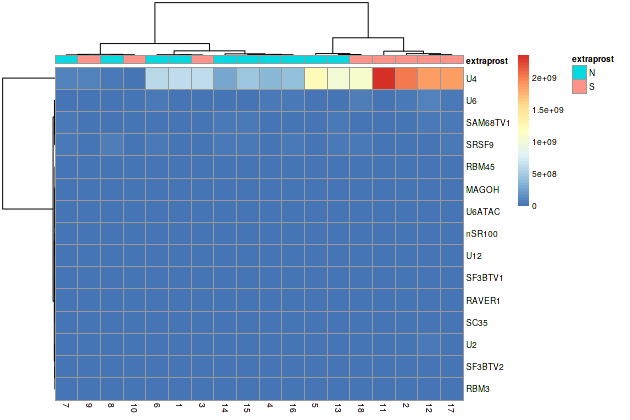 extraprost
extraprost
N
S
2e+09
1.5e+09
1e+09
5e+08
0
U4
U6
SAM68TV1
SRSF9
RBM45
MAGOH
U6ATAC
nSR100
U12
SF3BTV1
RAVER1
SC35
U2
SF3BTV2
RBM3
7 9 8 10 6 1 3 14 15 4 16 5 13 18 11 2 12 17